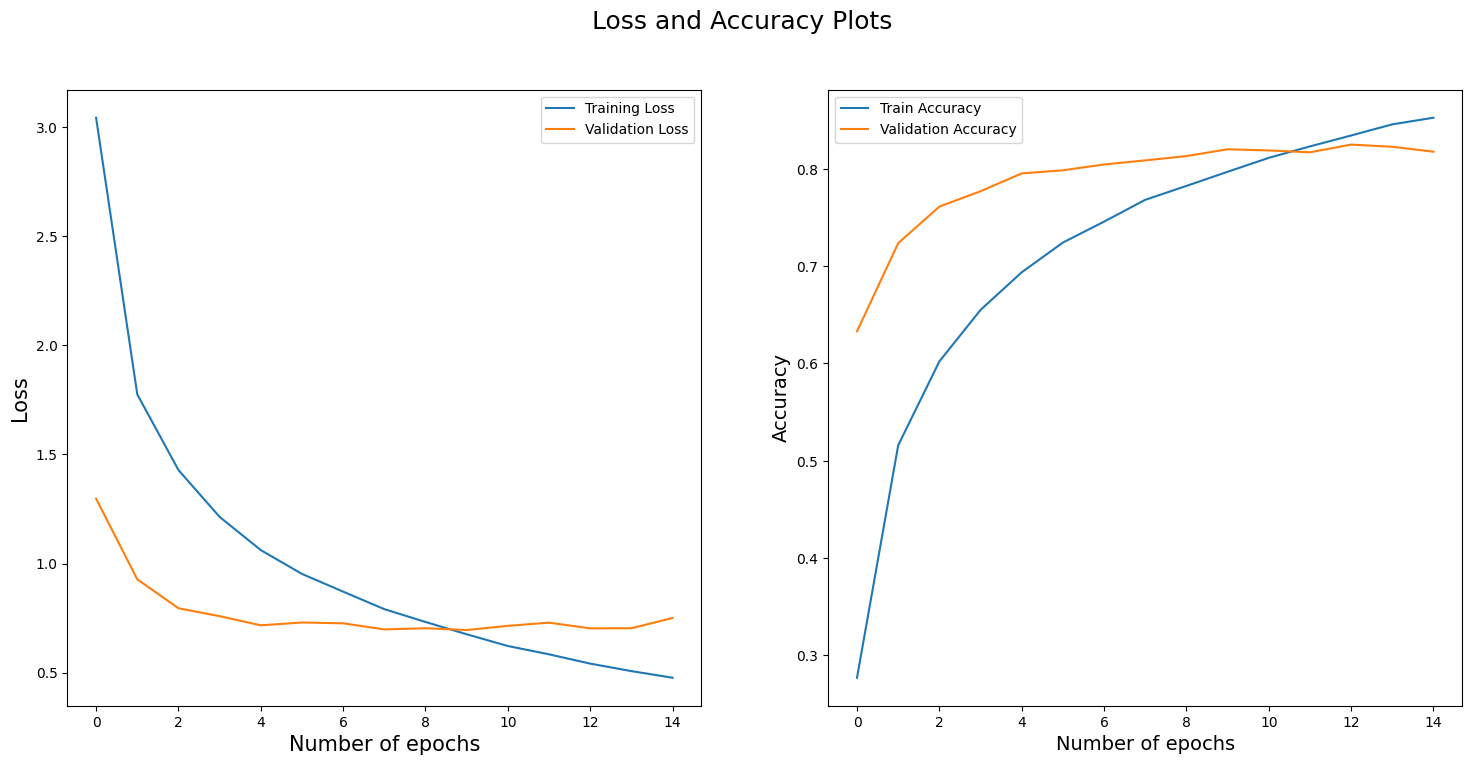 Loss and Accuracy Plots
Training Loss
Validation Loss
3.0
2.5
2.0
1.5
1.0
0.5
Loss
0 2 4 6 8 10 12 14
Number of epochs
Train Accuracy
Validation Accuracy
0.8
0.7
0.6
0.5
0.4
0.3
Accuracy
0 2 4 6 8 10 12 14
Number of epochs